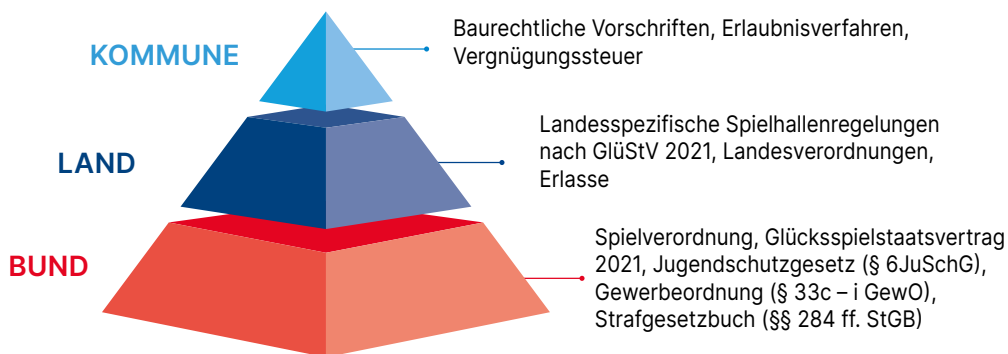 KOMMUNE
Baurechtliche Vorschriften, Erlaubnisverfahren,
Vergnügungssteuer
LAND
Landesspezifische Spielhallenregelungen
nach GlüStV 2021, Landesverordnungen,
Erlasse
BUND
Spielverordnung, Glücksspielstaatsvertrag
2021, Jugendschutzgesetz (§ 6JuSchG),
Gewerbeordnung (§ 33c – i GewO),
Strafgesetzbuch (§§ 284 ff. StGB)